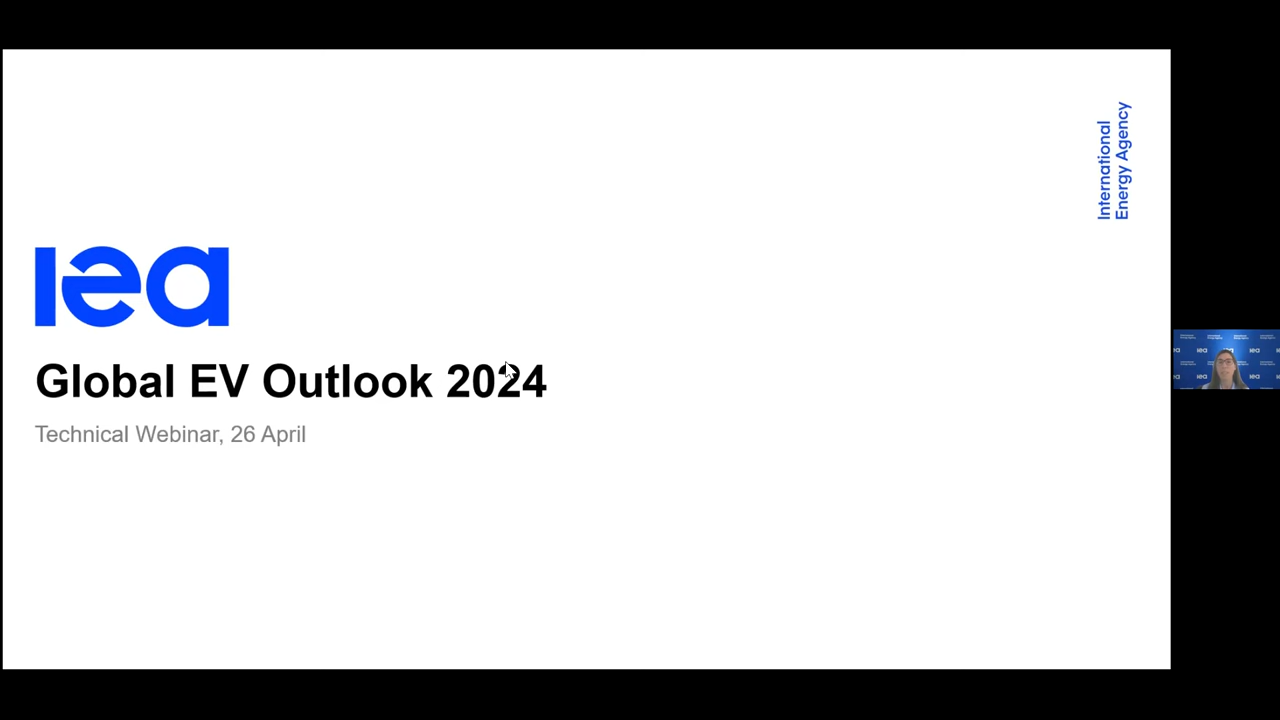 International
Energy Agency
iea
Global EV Outlook 2024
Technical Webinar, 26 April